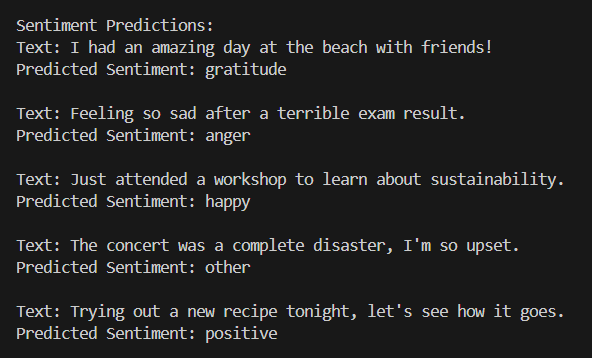 Sentiment Predictions:
Text: I had an amazing day at the beach with friends!
Predicted Sentiment: gratitude
Text: Feeling so sad after a terrible exam result.
Predicted Sentiment: anger
Text: Just attended a workshop to learn about sustainability.
Predicted Sentiment: happy
Text: The concert was a complete disaster, I'm so upset.
Predicted Sentiment: other
Text: Trying out a new recipe tonight, let's see how it goes.
Predicted Sentiment: positive